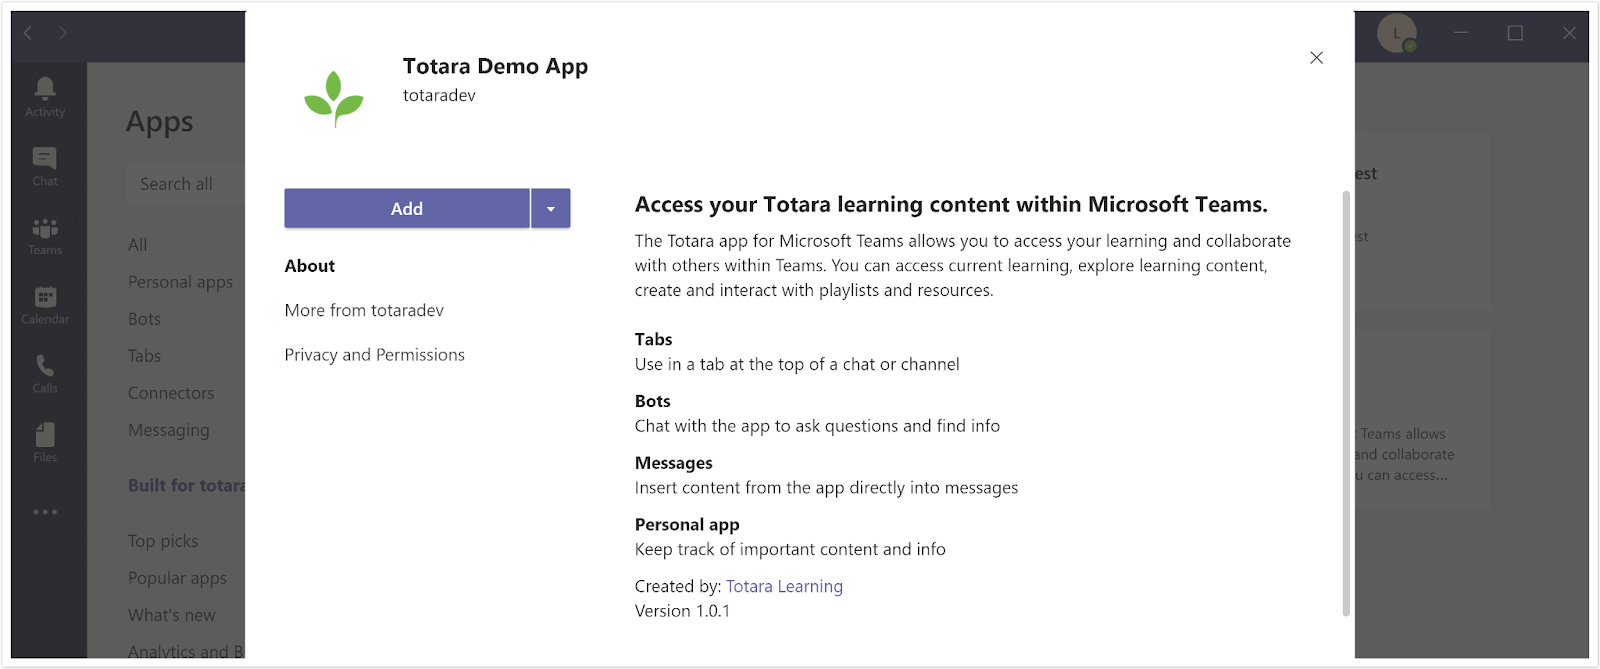 L
Activity
Chat
Teams
Calendar
Calls
Files
Apps
Search all
All
Personal apps
Bots
Tabs
Connectors
Messaging
Built for
Top picks
Popular apps
What's new
Analytics and
Totara Demo App
totaradev
Add
About
More from totaradev
Privacy and Permissions
Access your Totara learning content within Microsoft Teams.
The Totara app for Microsoft Teams allows you to access your learning and collaborate
with others within Teams. You can access current learning, explore learning content,
create and interact with playlists and resources.
Tabs
Use in a tab at the top of a chat or channel
Bots
Chat with the app to ask questions and find info
Messages
Insert content from the app directly into messages
Personal app
Keep track of important content and info
Created by: Totara Learning
Version 1.0.1
Teams allows
and collaborate
can access...